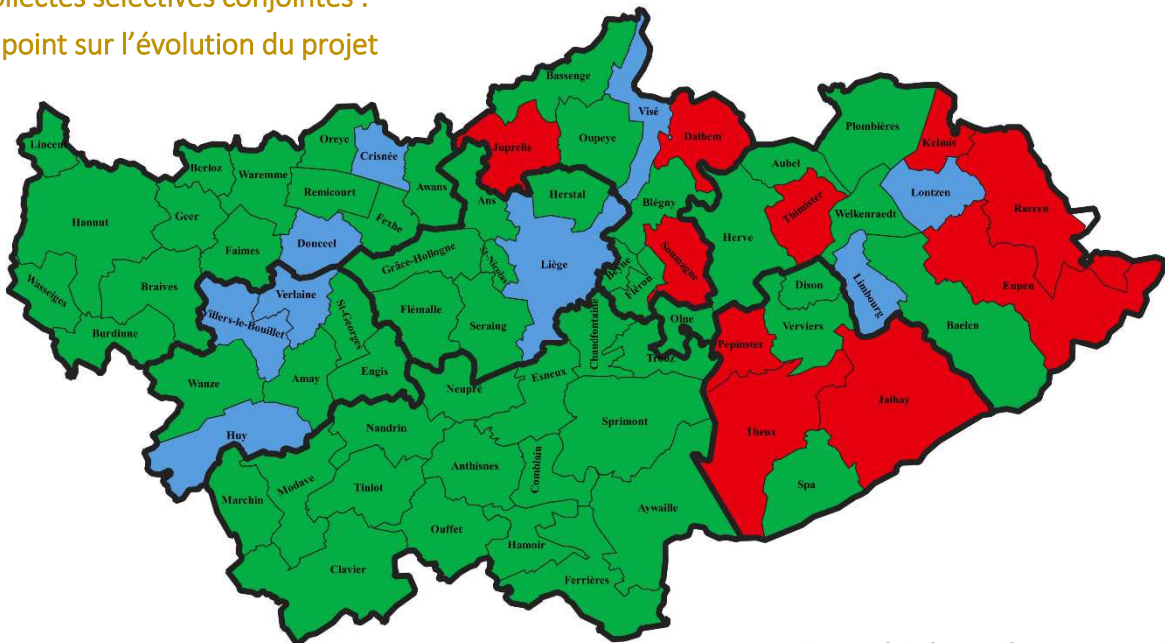 ollectes sélectives conjointes :
point sur l'évolution du projet
Bassenge
Visé
Lincent
Oreye
Crisnée
Juprelle
Oupeye
Dalhem
Plombières
Kelmis
Berloz
Waremme
Awans
Aubel
Remicourt
Ans
Herstal
Blégny
Thimister
Lontzen
Hannut
Geer
Fexhe
Welkenraedt
Raeren
Faimes
Donceel
Grâce-Hollogne
St-Nicolas
Liège
Beyne
Fléron
Soumagne
Herve
Limbourg
Eupen
Wasseiges
Braives
Verlaine
Villers-le-Bouillet
St-Georges
Flémalle
Seraing
Chaudfontaine
Olne
Dison
Verviers
Baelen
Burdinne
Trooz
Pepinster
Wanze
Amay
Engis
Neupré
Esneux
Jalhay
Huy
Nandrin
Sprimont
Theux
Anthisnes
Comblain
Marchin
Modave
Tinlot
Spa
Aywaille
Ouffet
Hamoir
Clavier
Ferrières